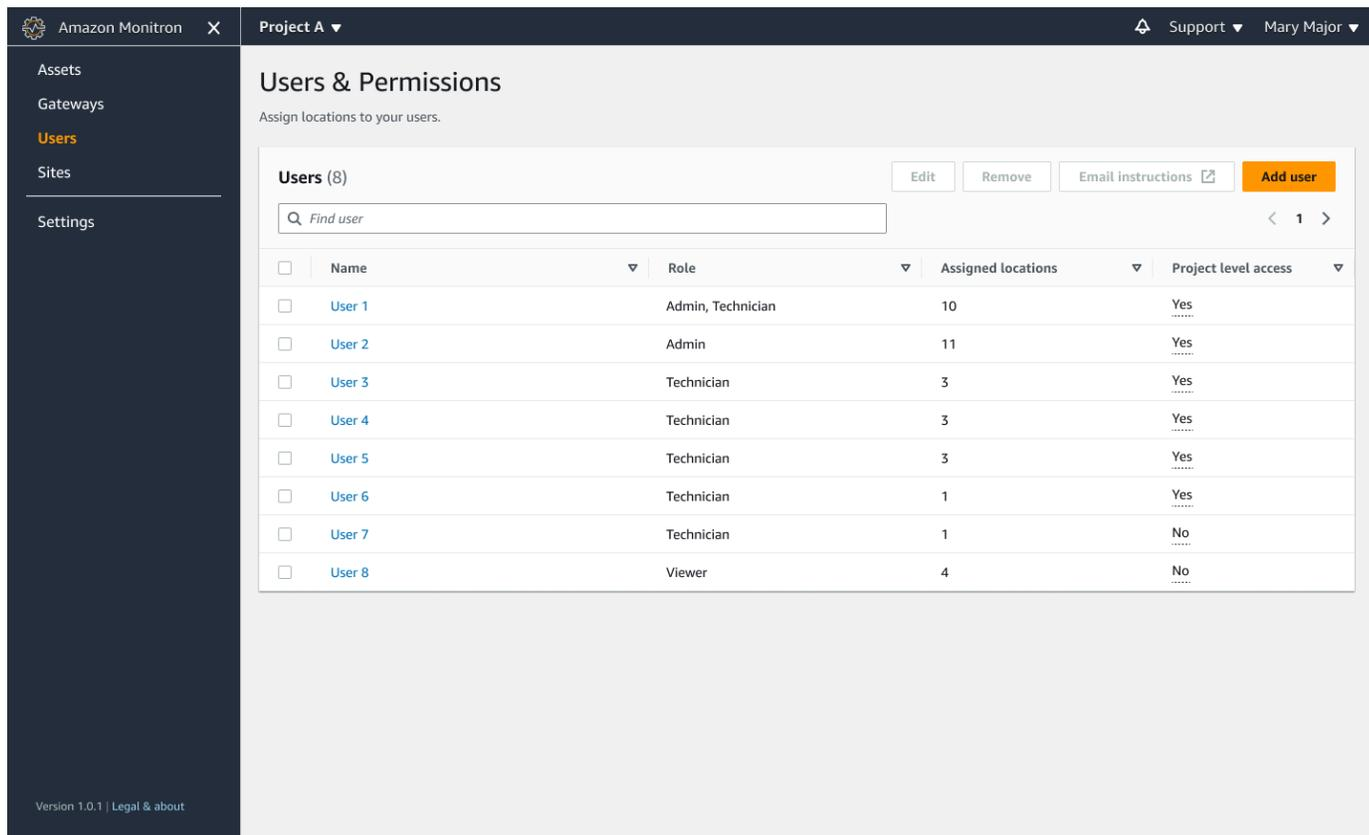 Amazon Monitron
Project A
Support
Mary Major
Assets
Gateways
Users
Sites
Settings
Version 1.0.1 | Legal & about
Users & Permissions
Assign locations to your users.
Users (8)
Edit
Remove
Email instructions
Add user
Find user
1
Name Role Assigned locations Project level access
User 1 Admin, Technician 10 Yes
User 2 Admin 11 Yes
User 3 Technician 3 Yes
User 4 Technician 3 Yes
User 5 Technician 3 Yes
User 6 Technician 1 Yes
User 7 Technician 1 No
User 8 Viewer 4 No